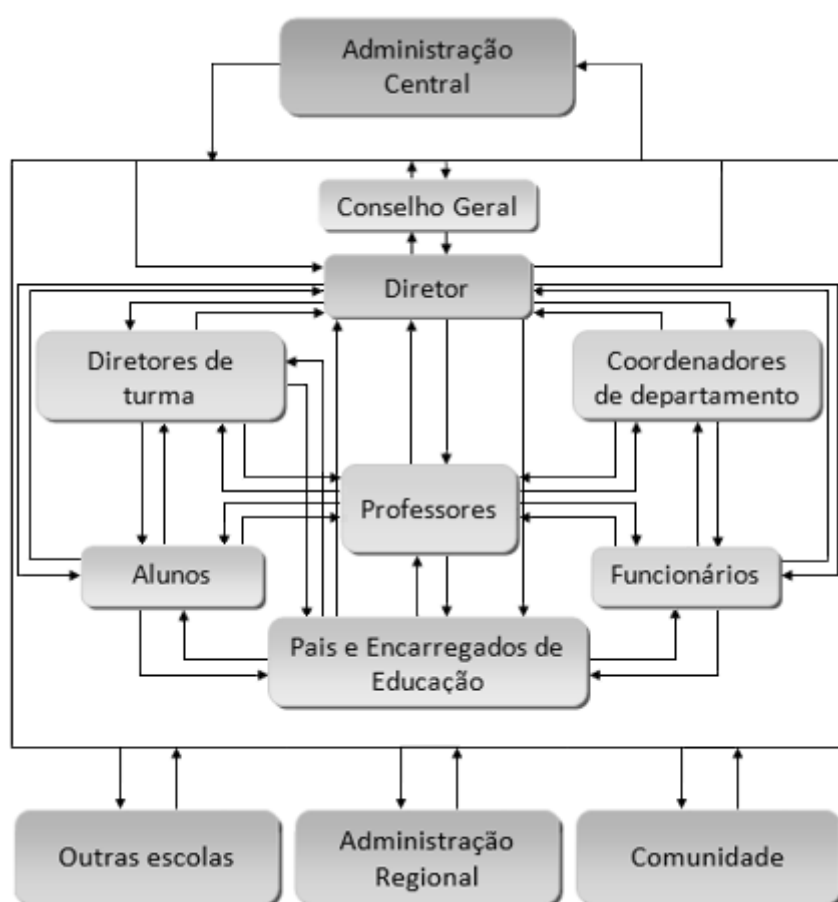 Administração
Central
Conselho Geral
Diretor
Diretores de
turma
Coordenadores
de departamento
Professores
Alunos
Funcionários
Pais e Encarregados de
Educação
Outras escolas
Administração
Regional
Comunidade